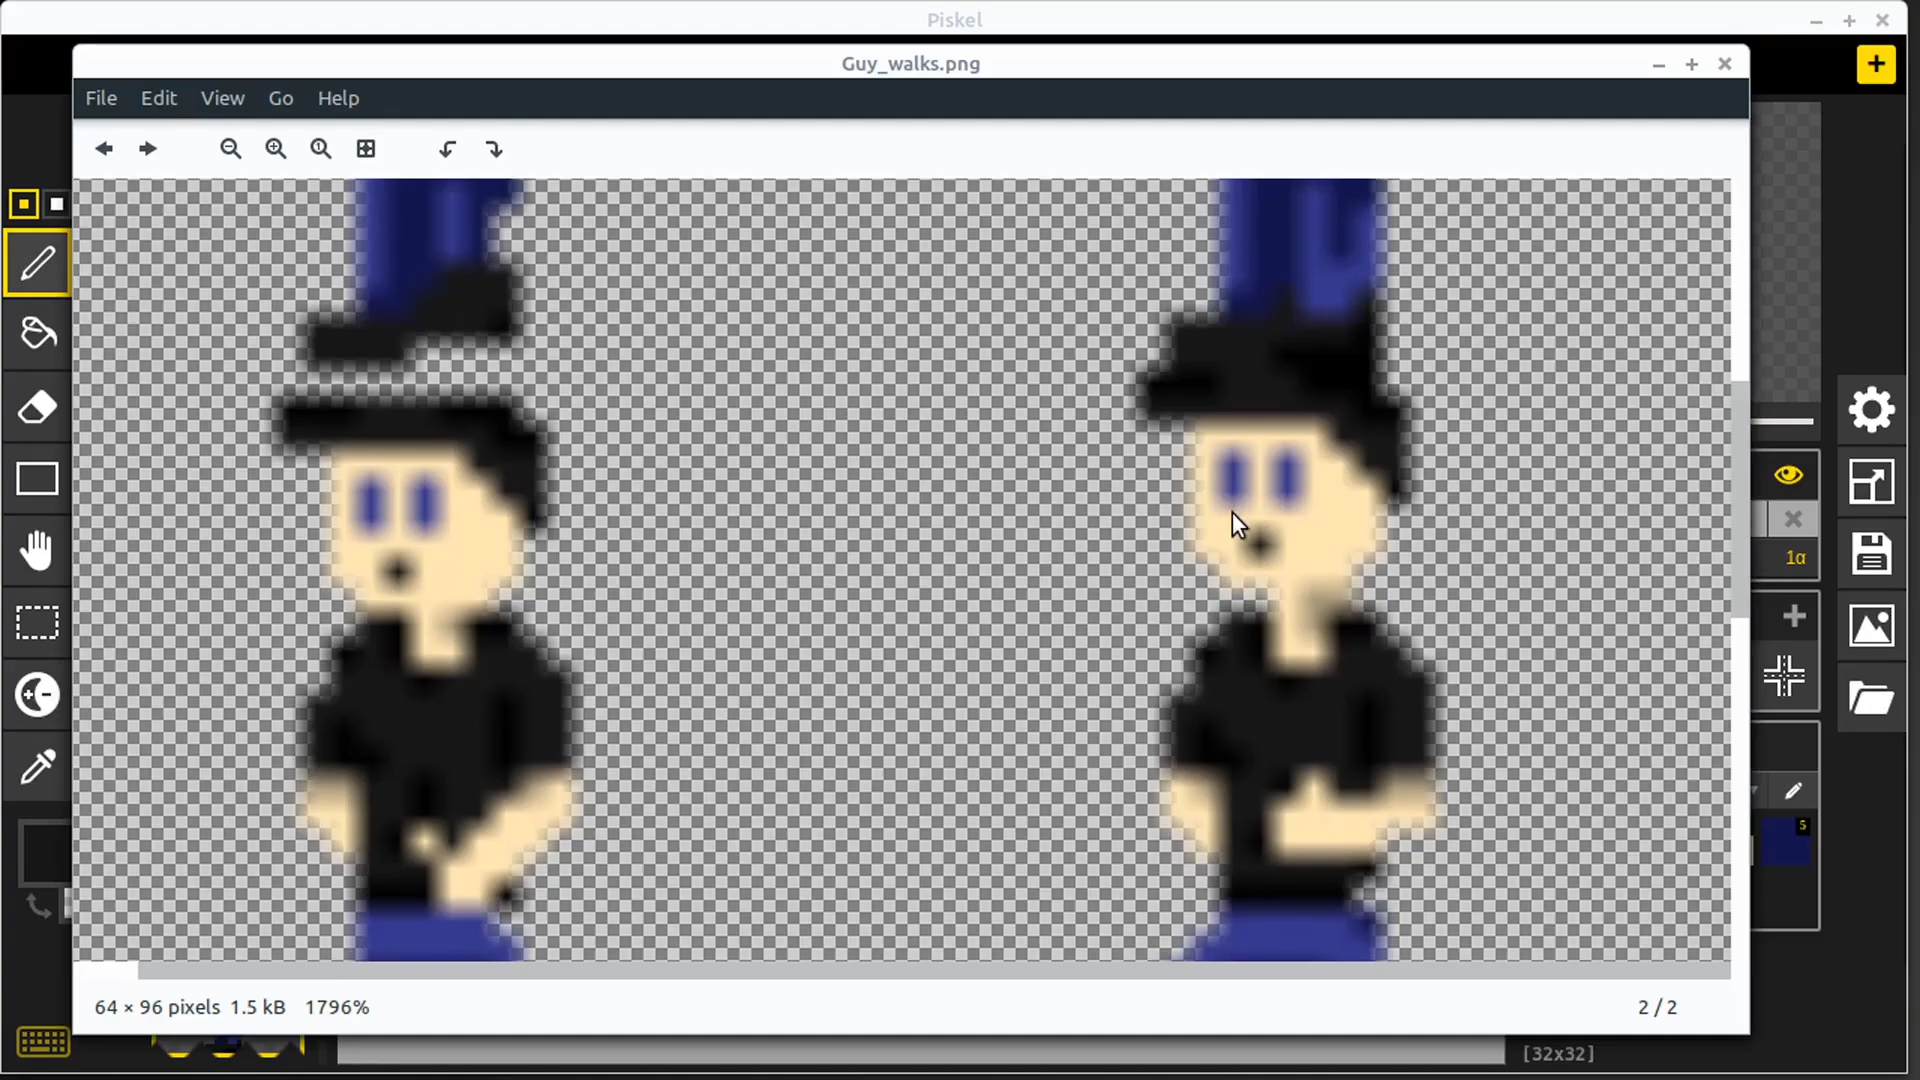 Piskel
Guy_walks.png
File Edit View Go Help
1α
5
64 × 96 pixels 1.5 kB 1796%
2 / 2
[32x32]